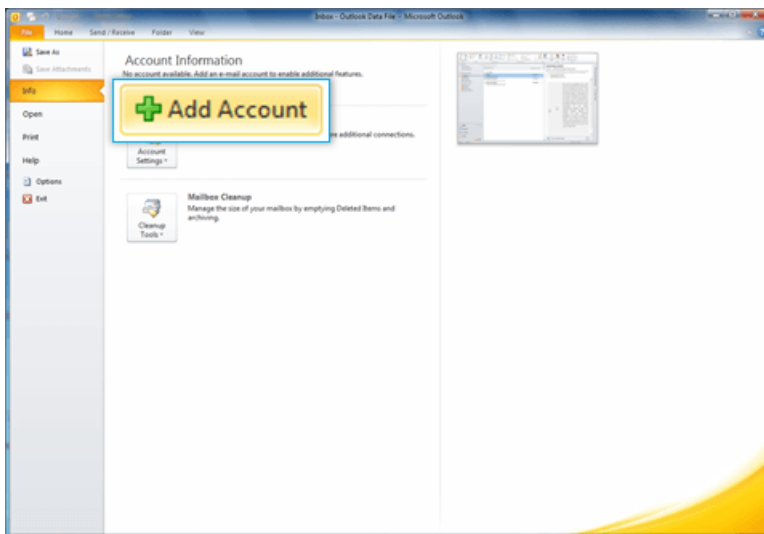 Inbox - Outlook Data File - Microsoft Outlook
File Home Send / Receive Folder View
Save As
Save Attachments
Info
Open
Print
Help
Options
Exit
Account Information
No account available. Add an e-mail account to enable additional features.
Add Account
re additional connections.
Account
Settings
Mailbox Cleanup
Manage the size of your mailbox by emptying Deleted Items and
archiving.
Cleanup
Tools